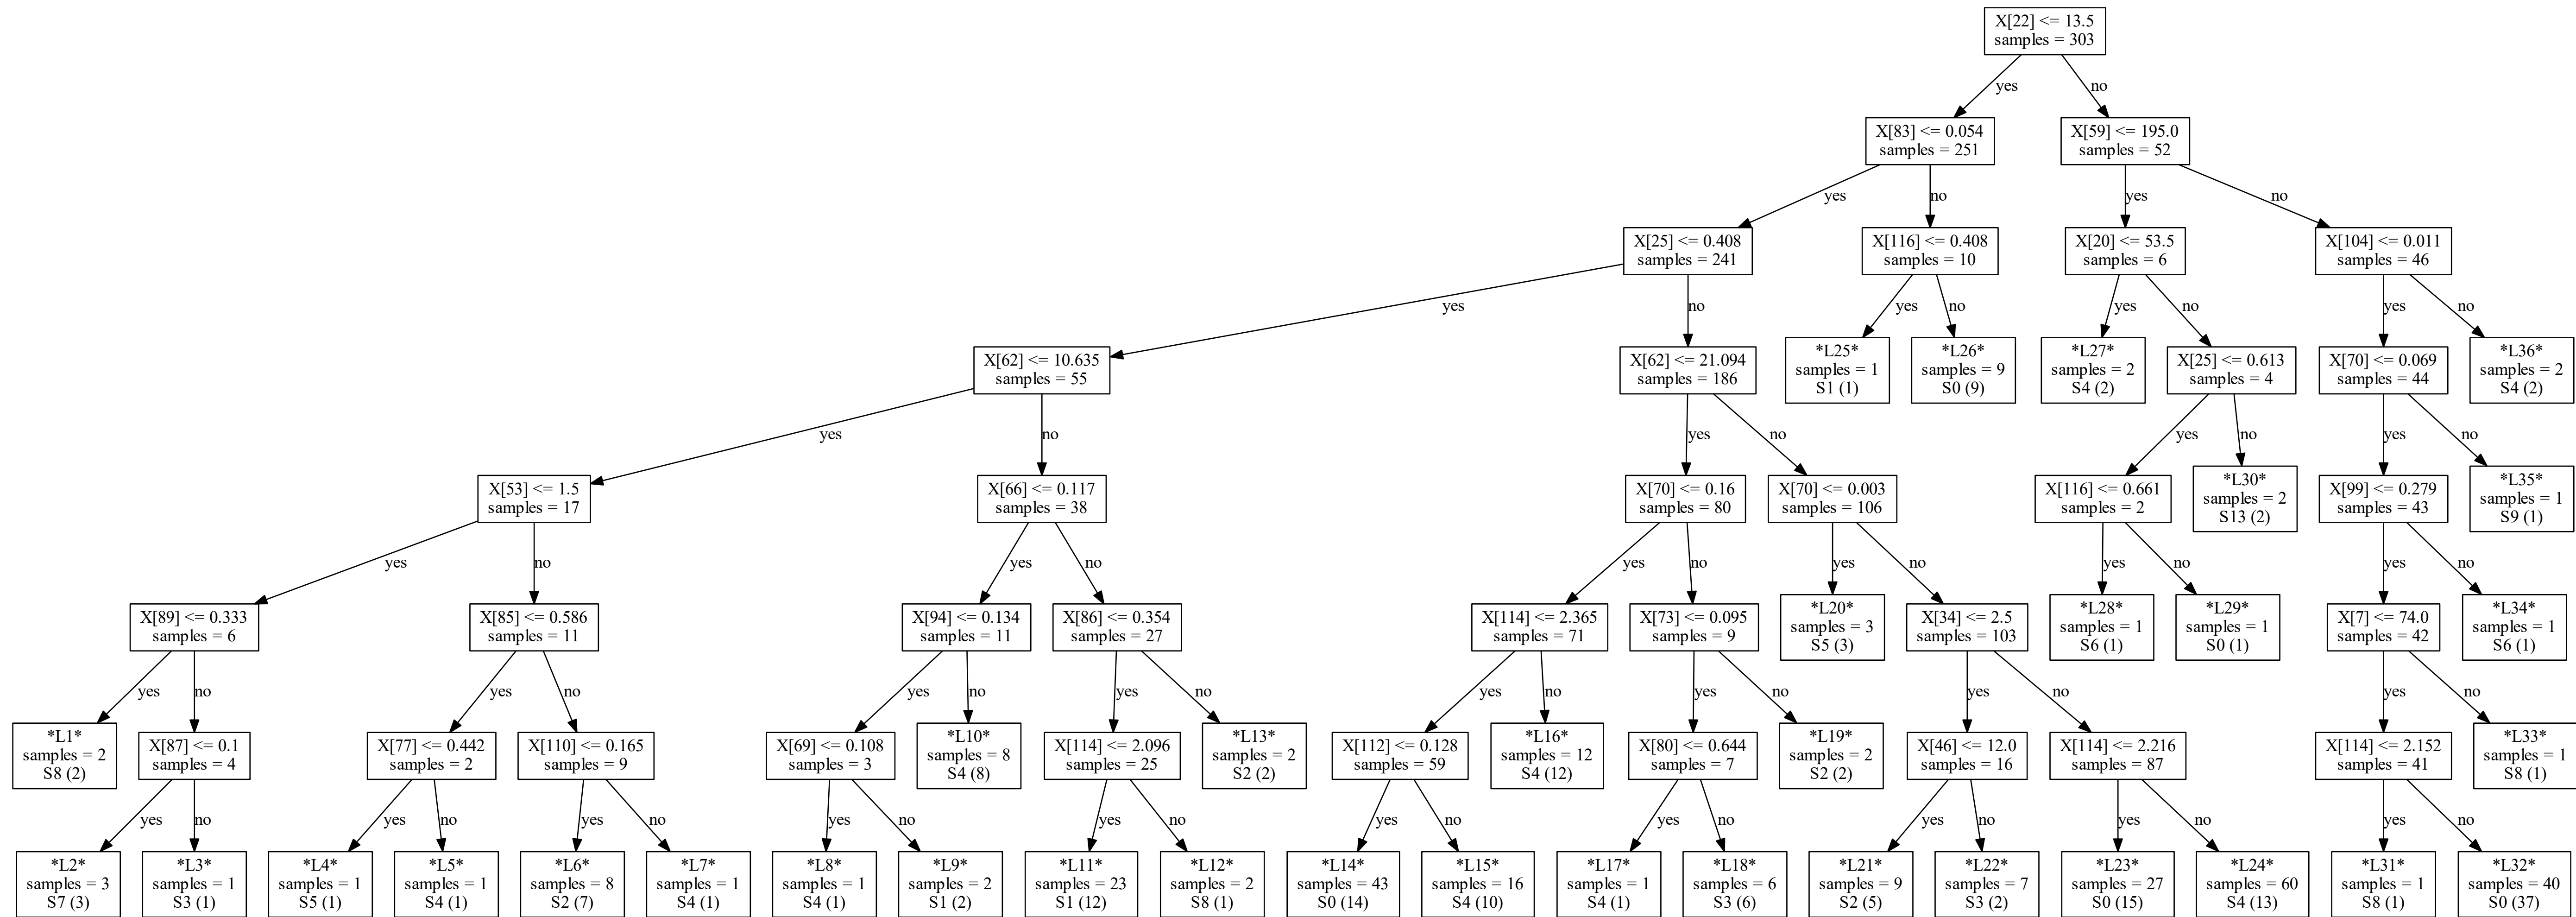 X[22] <= 13.5
samples = 303
yes
no
X[83] <= 0.054
samples = 251
X[59] <= 195.0
samples = 52
yes
no
yes
no
X[25] <= 0.408
samples = 241
X[116] <= 0.408
samples = 10
X[20] <= 53.5
samples = 6
X[104] <= 0.011
samples = 46
yes
no
yes
no
yes
no
yes
no
X[62] <= 10.635
samples = 55
X[62] <= 21.094
samples = 186
*L25*
samples = 1
S1 (1)
*L26*
samples = 9
S0 (9)
*L27*
samples = 2
S4 (2)
X[25] <= 0.613
samples = 4
X[70] <= 0.069
samples = 44
*L36*
samples = 2
S4 (2)
yes
no
yes
no
yes
no
yes
no
X[53] <= 1.5
samples = 17
X[66] <= 0.117
samples = 38
X[70] <= 0.16
samples = 80
X[70] <= 0.003
samples = 106
X[116] <= 0.661
samples = 2
*L30*
samples = 2
S13 (2)
X[99] <= 0.279
samples = 43
*L35*
samples = 1
S9 (1)
yes
no
yes
no
yes
no
yes
no
yes
no
yes
no
X[89] <= 0.333
samples = 6
X[85] <= 0.586
samples = 11
X[94] <= 0.134
samples = 11
X[86] <= 0.354
samples = 27
X[114] <= 2.365
samples = 71
X[73] <= 0.095
samples = 9
*L20*
samples = 3
S5 (3)
X[34] <= 2.5
samples = 103
*L28*
samples = 1
S6 (1)
*L29*
samples = 1
S0 (1)
X[7] <= 74.0
samples = 42
*L34*
samples = 1
S6 (1)
yes
no
yes
no
yes
no
yes
no
yes
no
yes
no
yes
no
yes
no
*L1*
samples = 2
S8 (2)
X[87] <= 0.1
samples = 4
X[77] <= 0.442
samples = 2
X[110] <= 0.165
samples = 9
X[69] <= 0.108
samples = 3
*L10*
samples = 8
S4 (8)
X[114] <= 2.096
samples = 25
*L13*
samples = 2
S2 (2)
X[112] <= 0.128
samples = 59
*L16*
samples = 12
S4 (12)
X[80] <= 0.644
samples = 7
*L19*
samples = 2
S2 (2)
X[46] <= 12.0
samples = 16
X[114] <= 2.216
samples = 87
X[114] <= 2.152
samples = 41
*L33*
samples = 1
S8 (1)
yes
no
yes
no
yes
no
yes
no
yes
no
yes
no
yes
no
yes
no
yes
no
yes
no
*L2*
samples = 3
S7 (3)
*L3*
samples = 1
S3 (1)
*L4*
samples = 1
S5 (1)
*L5*
samples = 1
S4 (1)
*L6*
samples = 8
S2 (7)
*L7*
samples = 1
S4 (1)
*L8*
samples = 1
S4 (1)
*L9*
samples = 2
S1 (2)
*L11*
samples = 23
S1 (12)
*L12*
samples = 2
S8 (1)
*L14*
samples = 43
S0 (14)
*L15*
samples = 16
S4 (10)
*L17*
samples = 1
S4 (1)
*L18*
samples = 6
S3 (6)
*L21*
samples = 9
S2 (5)
*L22*
samples = 7
S3 (2)
*L23*
samples = 27
S0 (15)
*L24*
samples = 60
S4 (13)
*L31*
samples = 1
S8 (1)
*L32*
samples = 40
S0 (37)